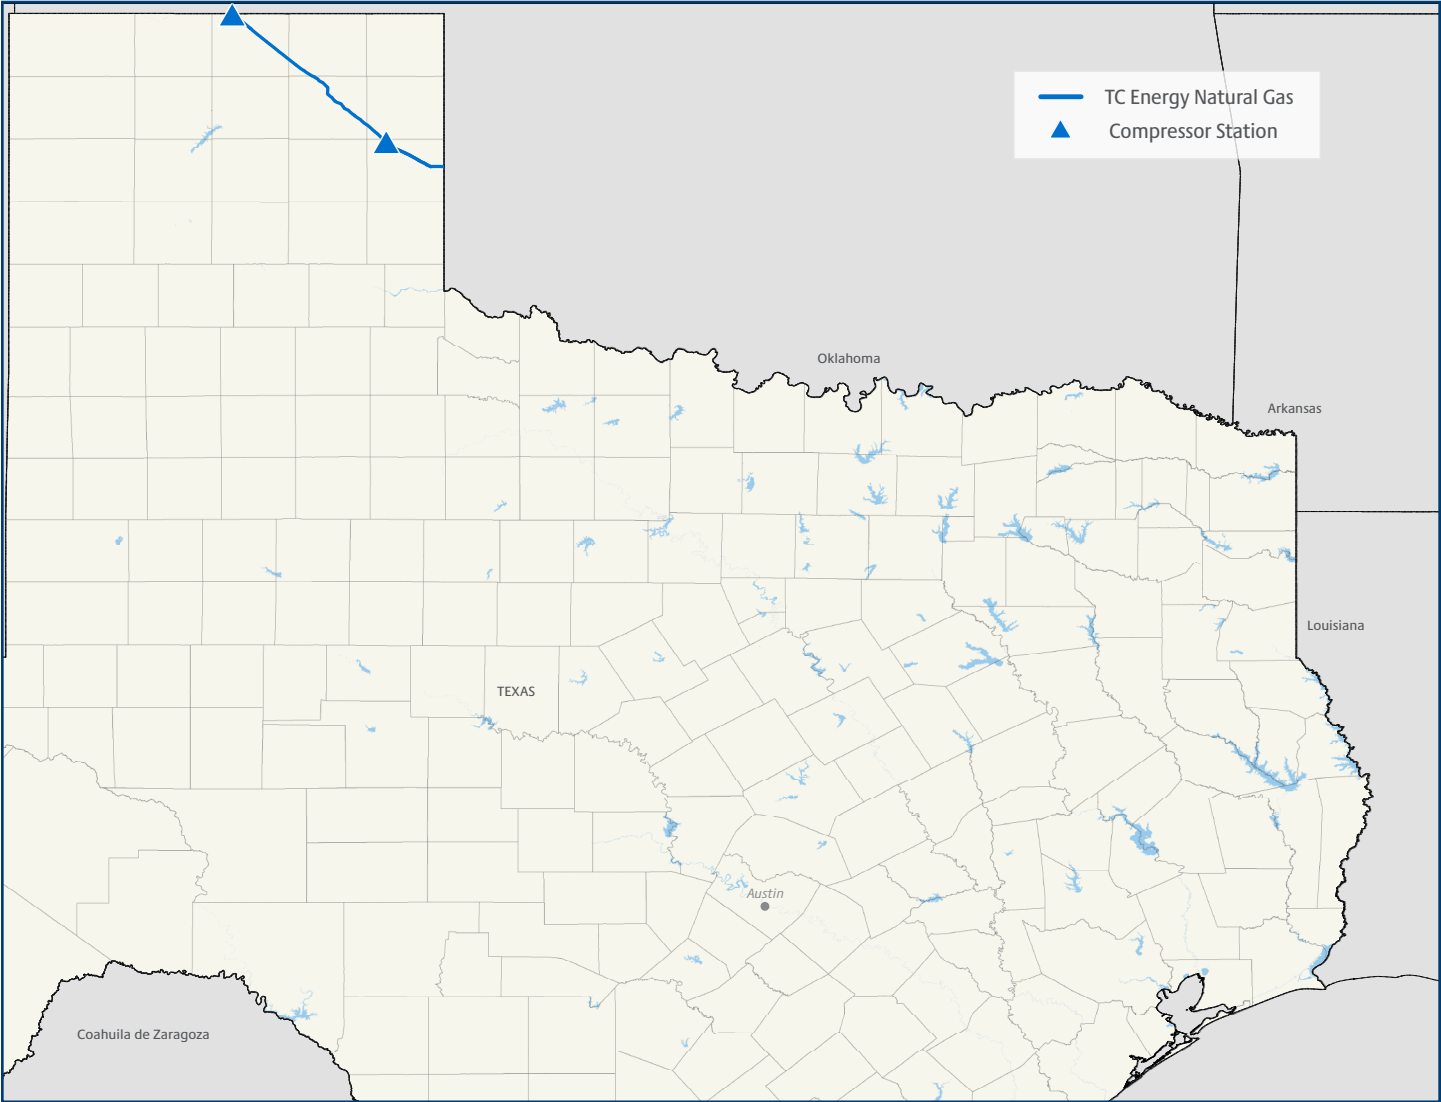 TC Energy Natural Gas
Compressor Station
Oklahoma
Arkansas
Louisiana
TEXAS
Austin
Coahuila de Zaragoza